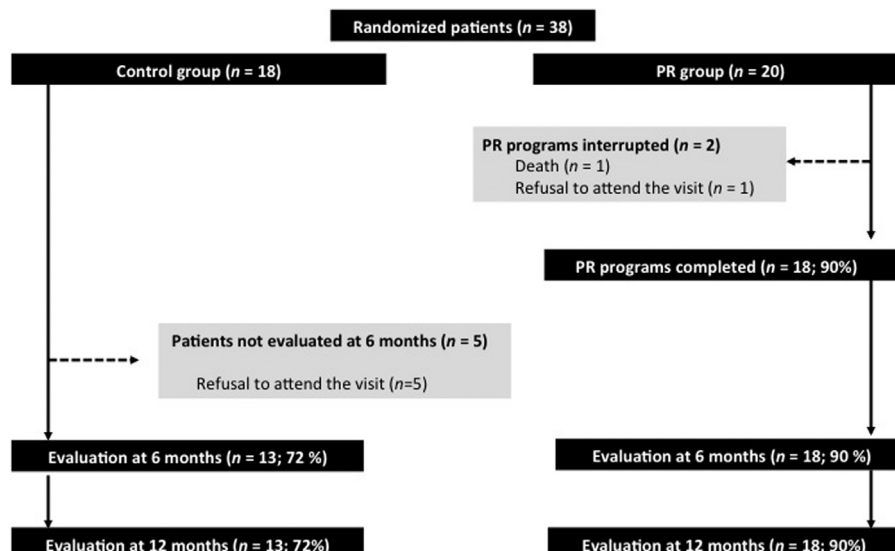 Randomized patients (n = 38)
Control group (n = 18)
PR group (n = 20)
PR programs interrupted (n = 2)
Death (n = 1)
Refusal to attend the visit (n = 1)
PR programs completed (n = 18; 90%)
Patients not evaluated at 6 months (n = 5)
Refusal to attend the visit (n=5)
Evaluation at 6 months (n = 13; 72 %)
Evaluation at 6 months (n = 18; 90 %)
Evaluation at 12 months (n = 13; 72%)
Evaluation at 12 months (n = 18; 90%)